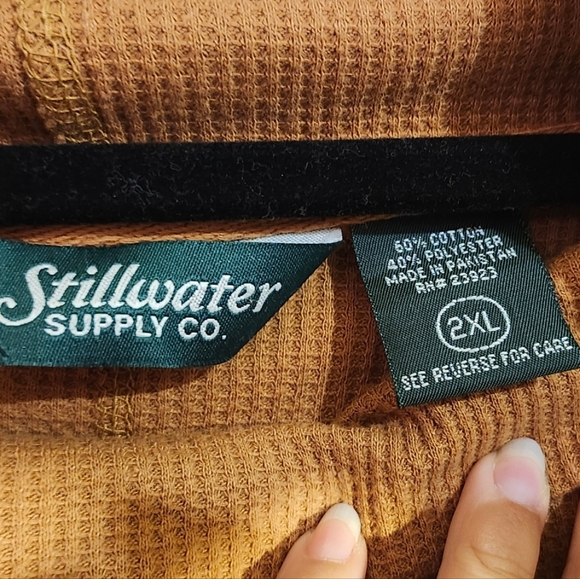 Stillwater
SUPPLY CO.
60% COTTON
40% POLYESTER
MADE IN PAKISTAN
RN# 23923
2XL
SEE REVERSE FOR CARE